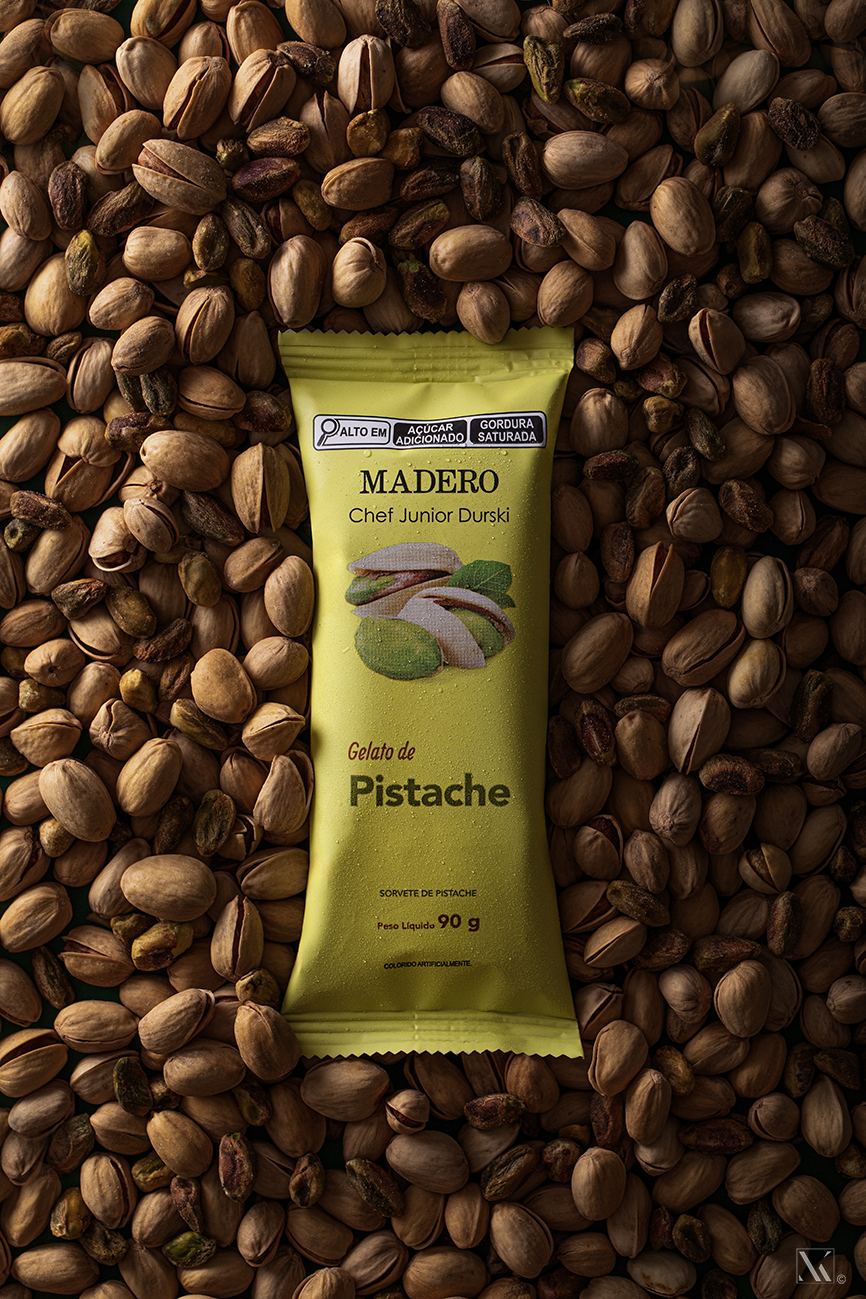 ALTO EM
AÇÚCAR
ADICIONADO
GORDURA
SATURADA
MADERO
Chef Junior Durski
Gelato de
Pistache
SORVETE DE PISTACHE
Peso Líquido 90 g
COLORIDO ARTIFICIALMENTE.
©